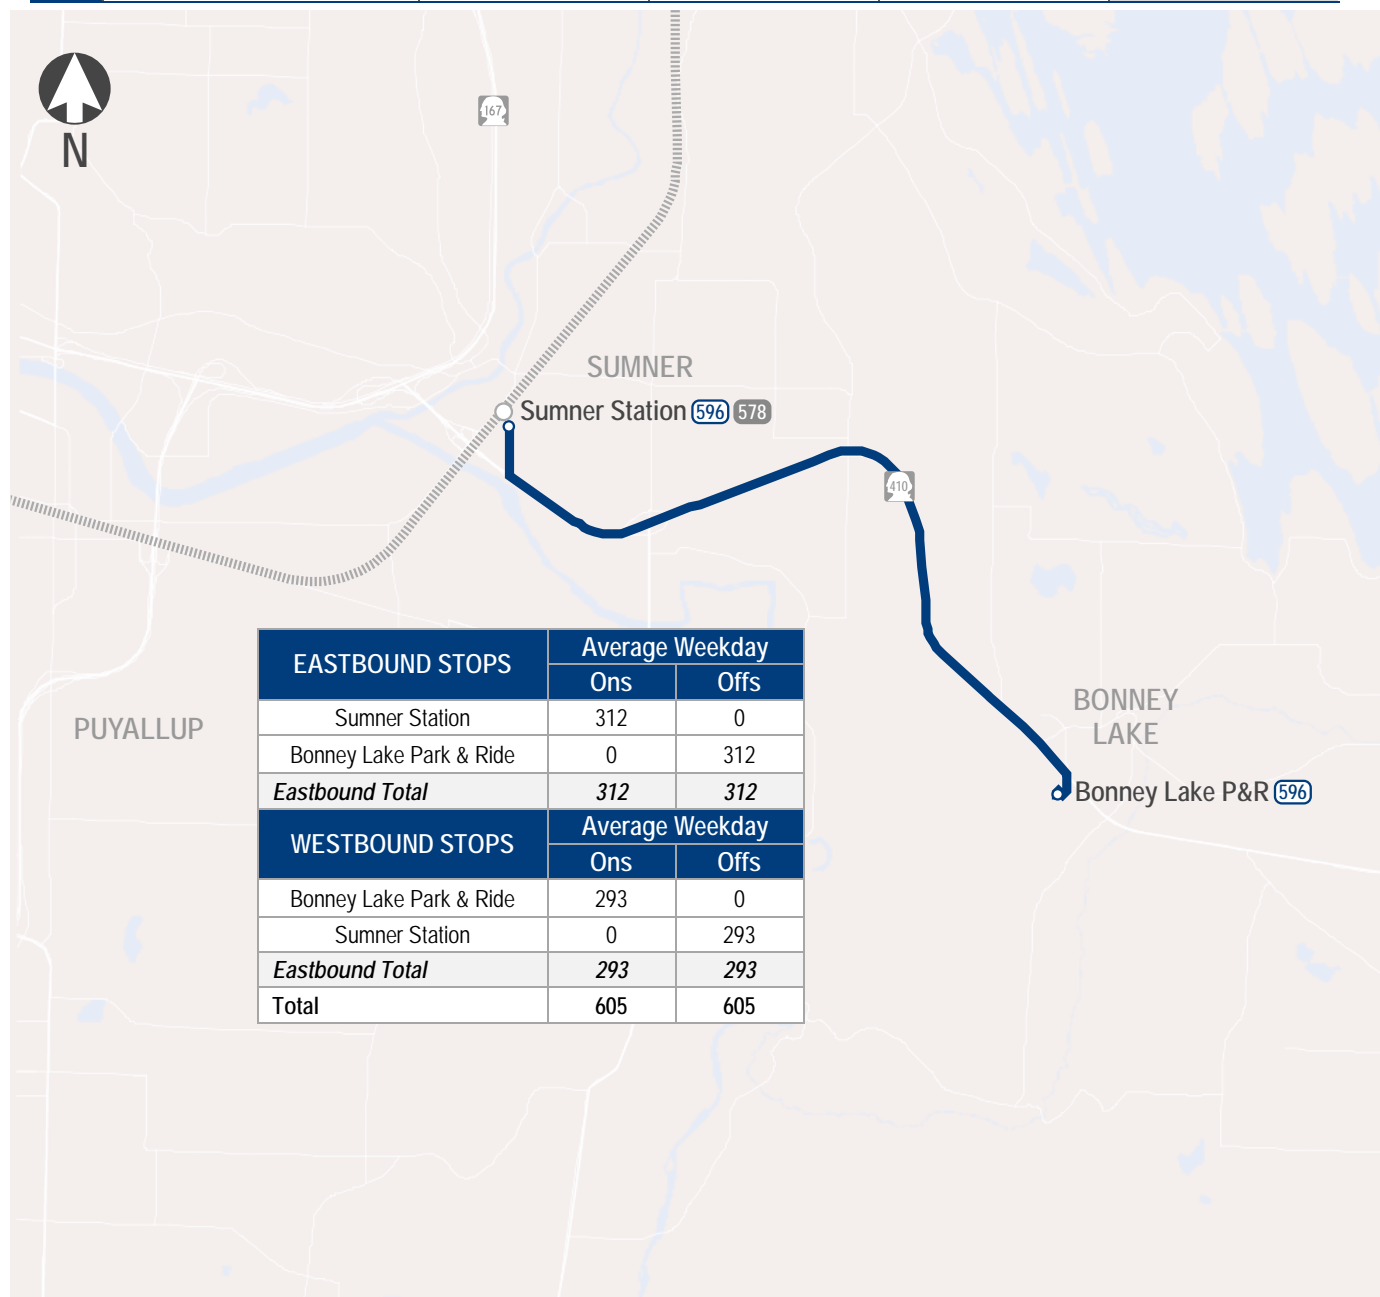 N
167
SUMNER
Sumner Station 596 578
410
EASTBOUND STOPS Average Weekday
Ons Offs
Sumner Station 312 0
Bonney Lake Park & Ride 0 312
Eastbound Total 312 312
WESTBOUND STOPS Average Weekday
Ons Offs
Bonney Lake Park & Ride 293 0
Sumner Station 0 293
Eastbound Total 293 293
Total 605 605
PUYALLUP
BONNEY
LAKE
Bonney Lake P&R 596